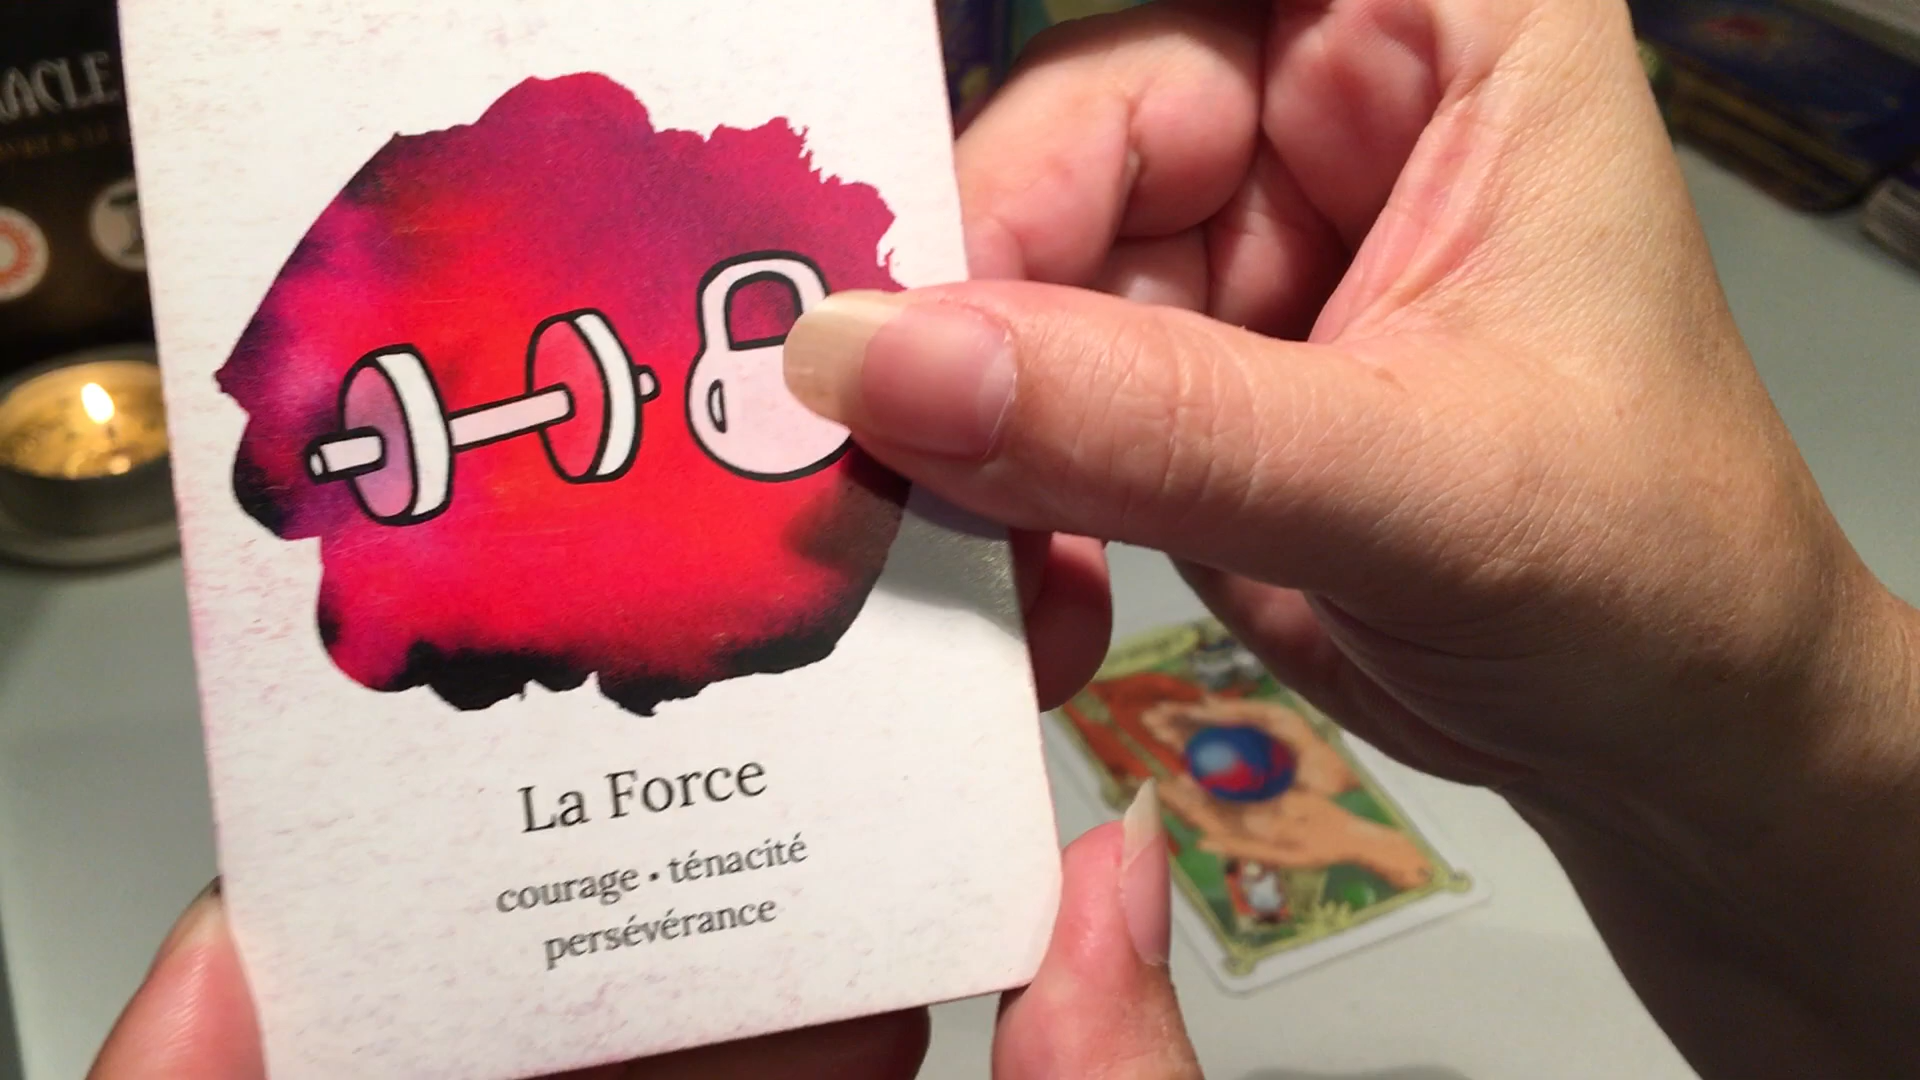 La Force
courage • ténacité
persévérance